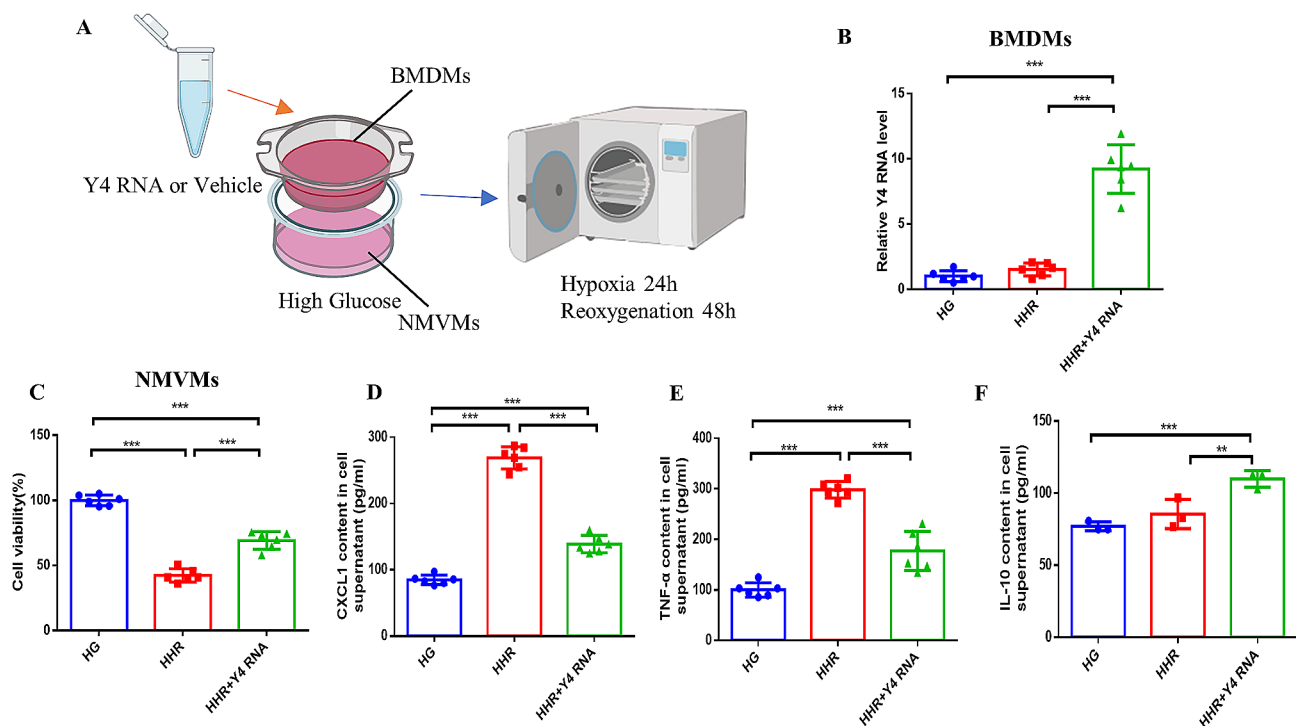 A
BMDMs
Y4 RNA or Vehicle
High Glucose
NMVMs
Hypoxia 24h
Reoxygenation 48h
B
BMDMs
***
***
Relative Y4 RNA level
15
10
5
0
HG
HHR
HHR+Y4 RNA
C
NMVMs
***
***
***
Cell viability(%)
150
100
50
0
HG
HHR
HHR+Y4 RNA
D
***
***
***
CXCL1 content in cell
supernatant (pg/ml)
300
200
100
0
HG
HHR
HHR+Y4 RNA
E
***
***
***
TNF-α content in cell
supernatant (pg/ml)
400
300
200
100
0
HG
HHR
HHR+Y4 RNA
F
***
**
IL-10 content in cell
supernatant (pg/ml)
150
100
50
0
HG
HHR
HHR+Y4 RNA